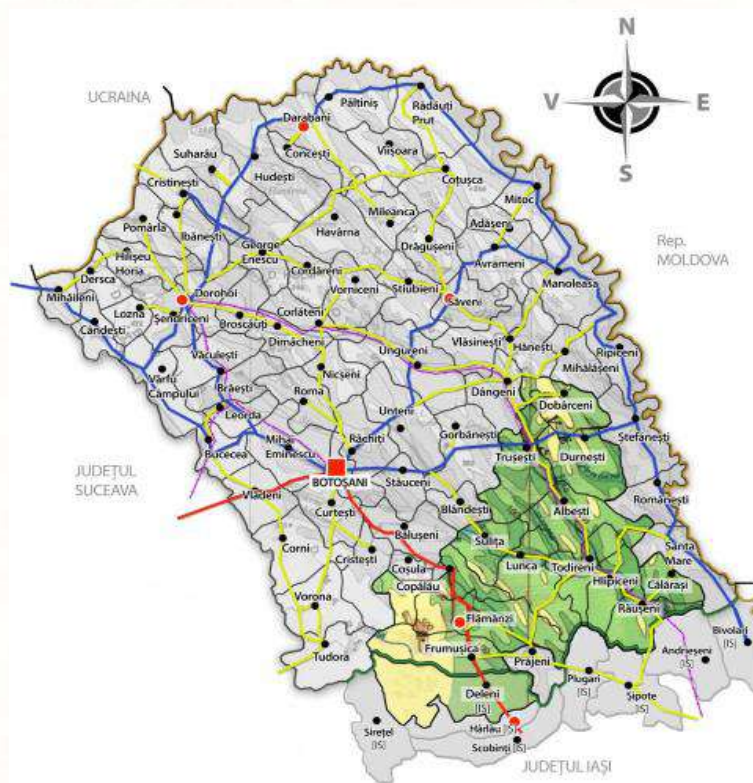 N
V E
S
UCRAINA
Rep.
MOLDOVA
JUDEȚUL
SUCEAVA
JUDEȚUL IAȘI
Păltiniș
Rădăuți
Prut
Darabani
Concești
Viișoara
Suharău
Hudești
Coțușca
Cristinești
Mitoc
Mileanca
Adășeni
Pomârla
Havârna
Ibănești
Drăgușeni
George
Enescu
Hilișeu
Horia
Avrameni
Cordăreni
Dersca
Știubieni
Manoleasa
Vorniceni
Mihăileni
Dorohoi
Săveni
Lozna
Șendriceni
Corlăteni
Broscăuți
Cândești
Dimăcheni
Vlăsinești
Hănești
Ripiceni
Ungureni
Mihălășeni
Văculești
Nicșeni
Vârfu
Câmpului
Brăești
Dângeni
Roma
Dobârceni
Leorda
Unțeni
Ștefănești
Mihai
Eminescu
Răchiți
Gorbănești
Bucecea
Trușești
Durnești
BOTOȘANI
Stăuceni
Românești
Vlădeni
Blândești
Albești
Curtești
Bălușeni
Sulița
Santa
Mare
Corni
Cristești
Coșula
Lunca
Todireni
Hlipiceni
Copălău
Călărași
Vorona
Răușeni
Flămânzi
Bivolari
[IS]
Frumușica
Andrieșeni
[IS]
Tudora
Prăjeni
Plugari
[IS]
Deleni
[IS]
Șipote
[IS]
Sirețel
[IS]
Hârlău [IS]
Scobinți [IS]